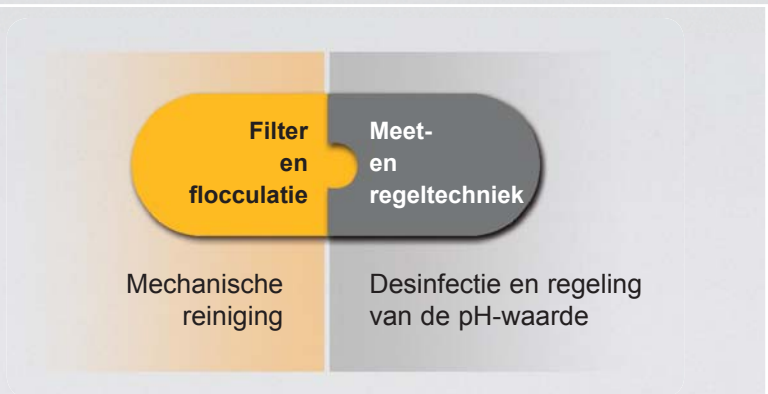 Filter
en
flocculatie
Meet-
en
regeltechniek
Mechanische
reiniging
Desinfectie en regeling
van de pH-waarde